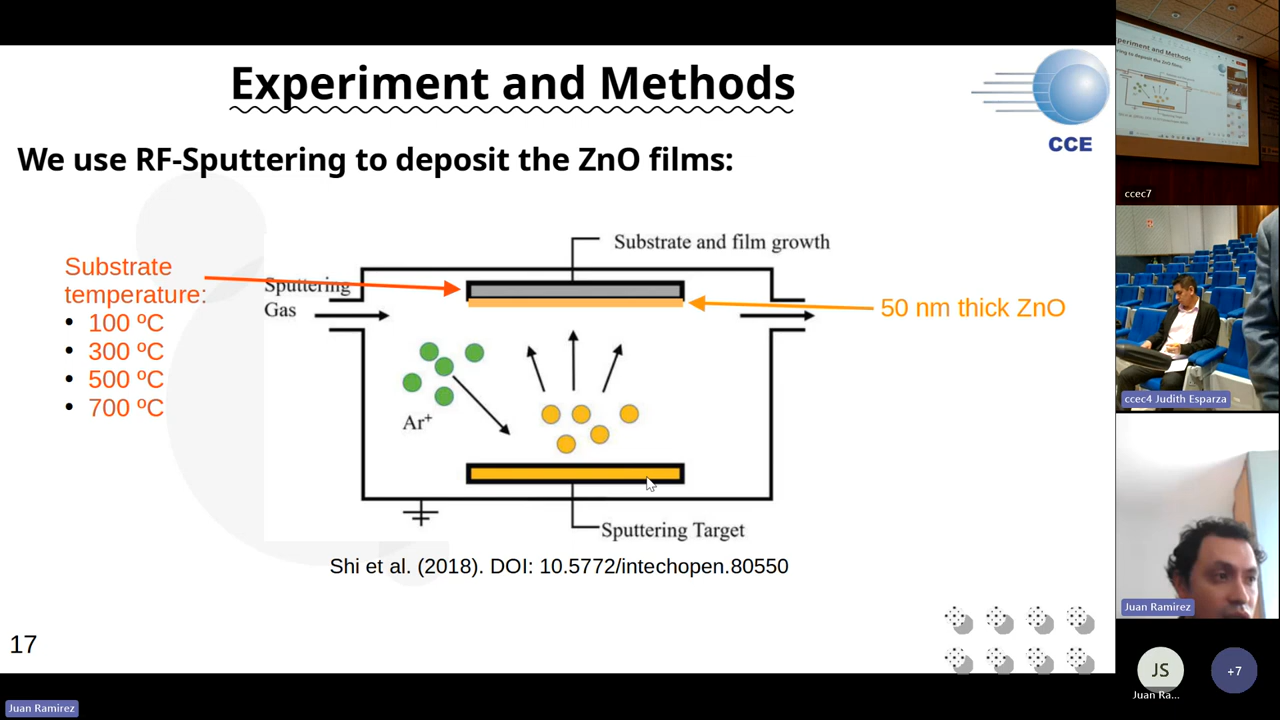 Experiment and Methods
CCE
We use RF-Sputtering to deposit the ZnO films:
Substrate and film growth
Substrate
temperature:
• 100 ºC
• 300 ºC
• 500 ºC
• 700 ºC
Sputtering
Gas
50 nm thick ZnO
Ar+
Sputtering Target
Shi et al. (2018). DOI: 10.5772/intechopen.80550
17
Juan Ramirez
ccec7
ccec4 Judith Esparza
Juan Ramirez
JS
+7
Juan Ra...